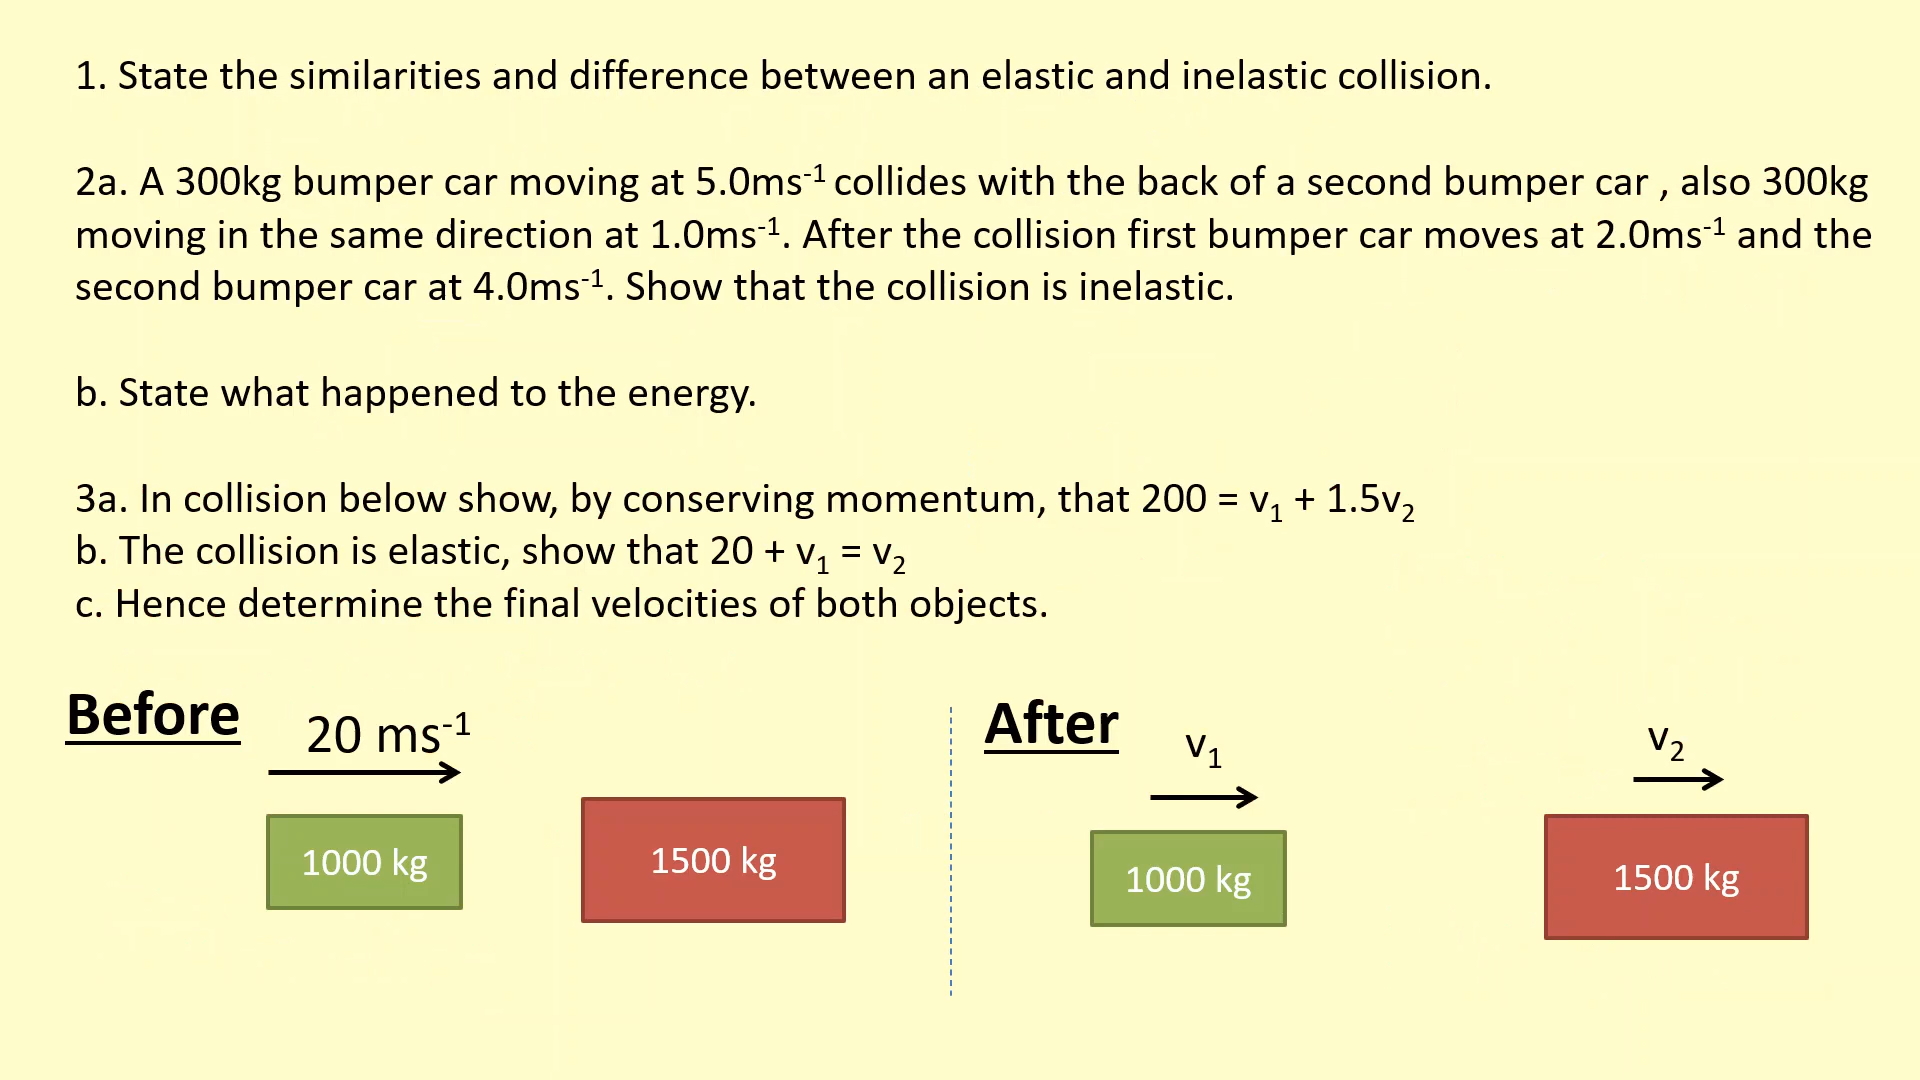 1. State the similarities and difference between an elastic and inelastic collision.
2a. A 300kg bumper car moving at 5.0ms⁻¹ collides with the back of a second bumper car , also 300kg
moving in the same direction at 1.0ms⁻¹. After the collision first bumper car moves at 2.0ms⁻¹ and the
second bumper car at 4.0ms⁻¹. Show that the collision is inelastic.
b. State what happened to the energy.
3a. In collision below show, by conserving momentum, that 200 = v₁ + 1.5v₂
b. The collision is elastic, show that 20 + v₁ = v₂
c. Hence determine the final velocities of both objects.
Before
20 ms⁻¹
1000 kg
1500 kg
After
v₁
v₂
1000 kg
1500 kg